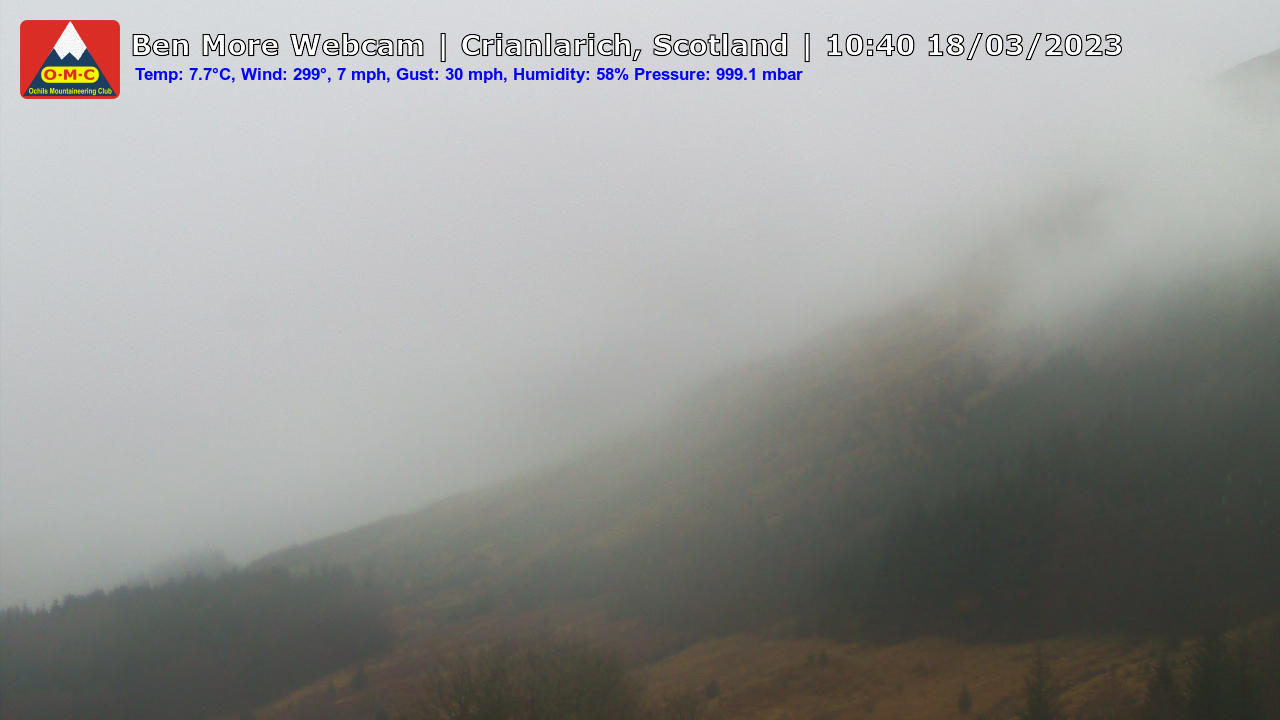 Ben More Webcam | Crianlarich, Scotland | 10:40 18/03/2023
Temp: 7.7°C, Wind: 299°, 7 mph, Gust: 30 mph, Humidity: 58% Pressure: 999.1 mbar
O·M·C
Ochils Mountaineering Club